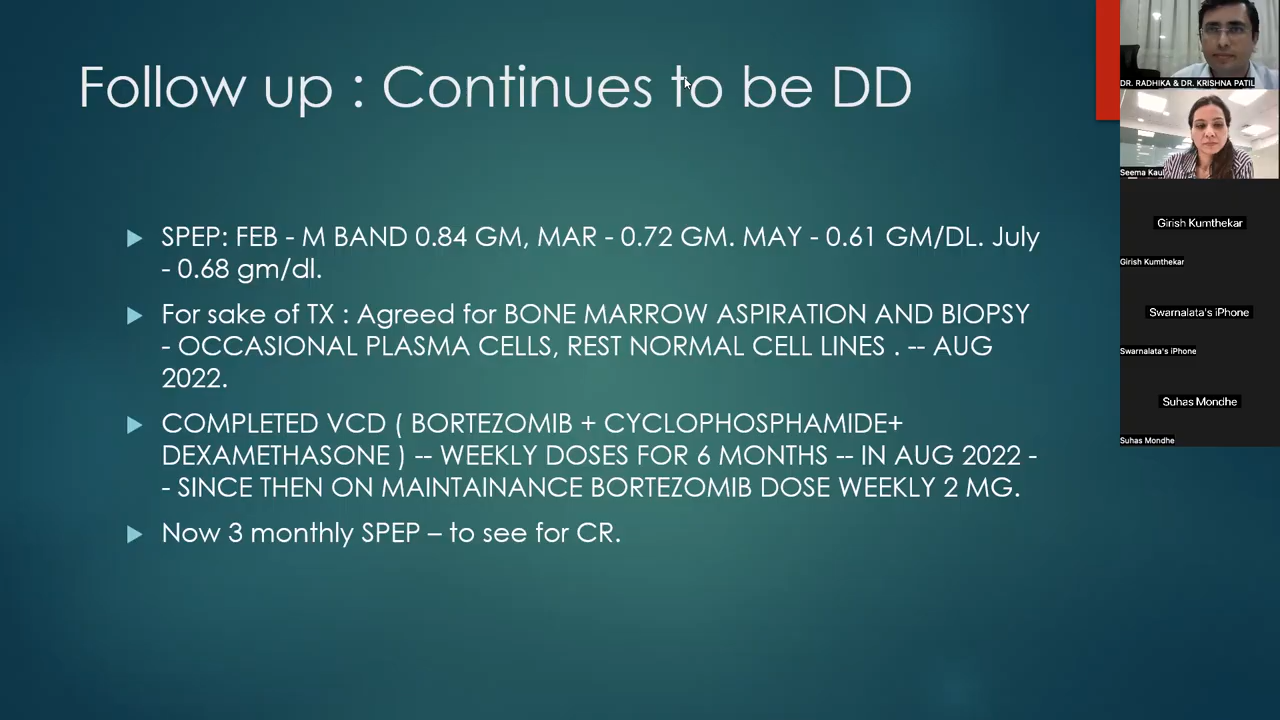 Follow up : Continues to be DD
SPEP: FEB - M BAND 0.84 GM, MAR - 0.72 GM. MAY - 0.61 GM/DL. July
- 0.68 gm/dl.
For sake of TX : Agreed for BONE MARROW ASPIRATION AND BIOPSY
- OCCASIONAL PLASMA CELLS, REST NORMAL CELL LINES . -- AUG
2022.
COMPLETED VCD ( BORTEZOMIB + CYCLOPHOSPHAMIDE+
DEXAMETHASONE ) -- WEEKLY DOSES FOR 6 MONTHS -- IN AUG 2022 -
- SINCE THEN ON MAINTAINANCE BORTEZOMIB DOSE WEEKLY 2 MG.
Now 3 monthly SPEP – to see for CR.
DR. RADHIKA & DR. KRISHNA PATIL
Seema Kaul
Girish Kumthekar
Girish Kumthekar
Swarnalata's iPhone
Swarnalata's iPhone
Suhas Mondhe
Suhas Mondhe